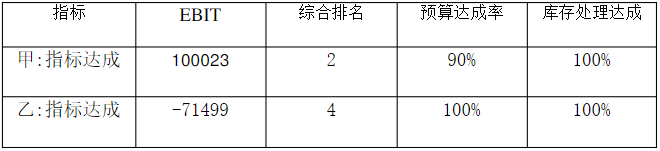 指标 EBIT 综合排名 预算达成率 库存处理达成
甲:指标达成 100023 2 90% 100%
乙:指标达成 -71499 4 100% 100%